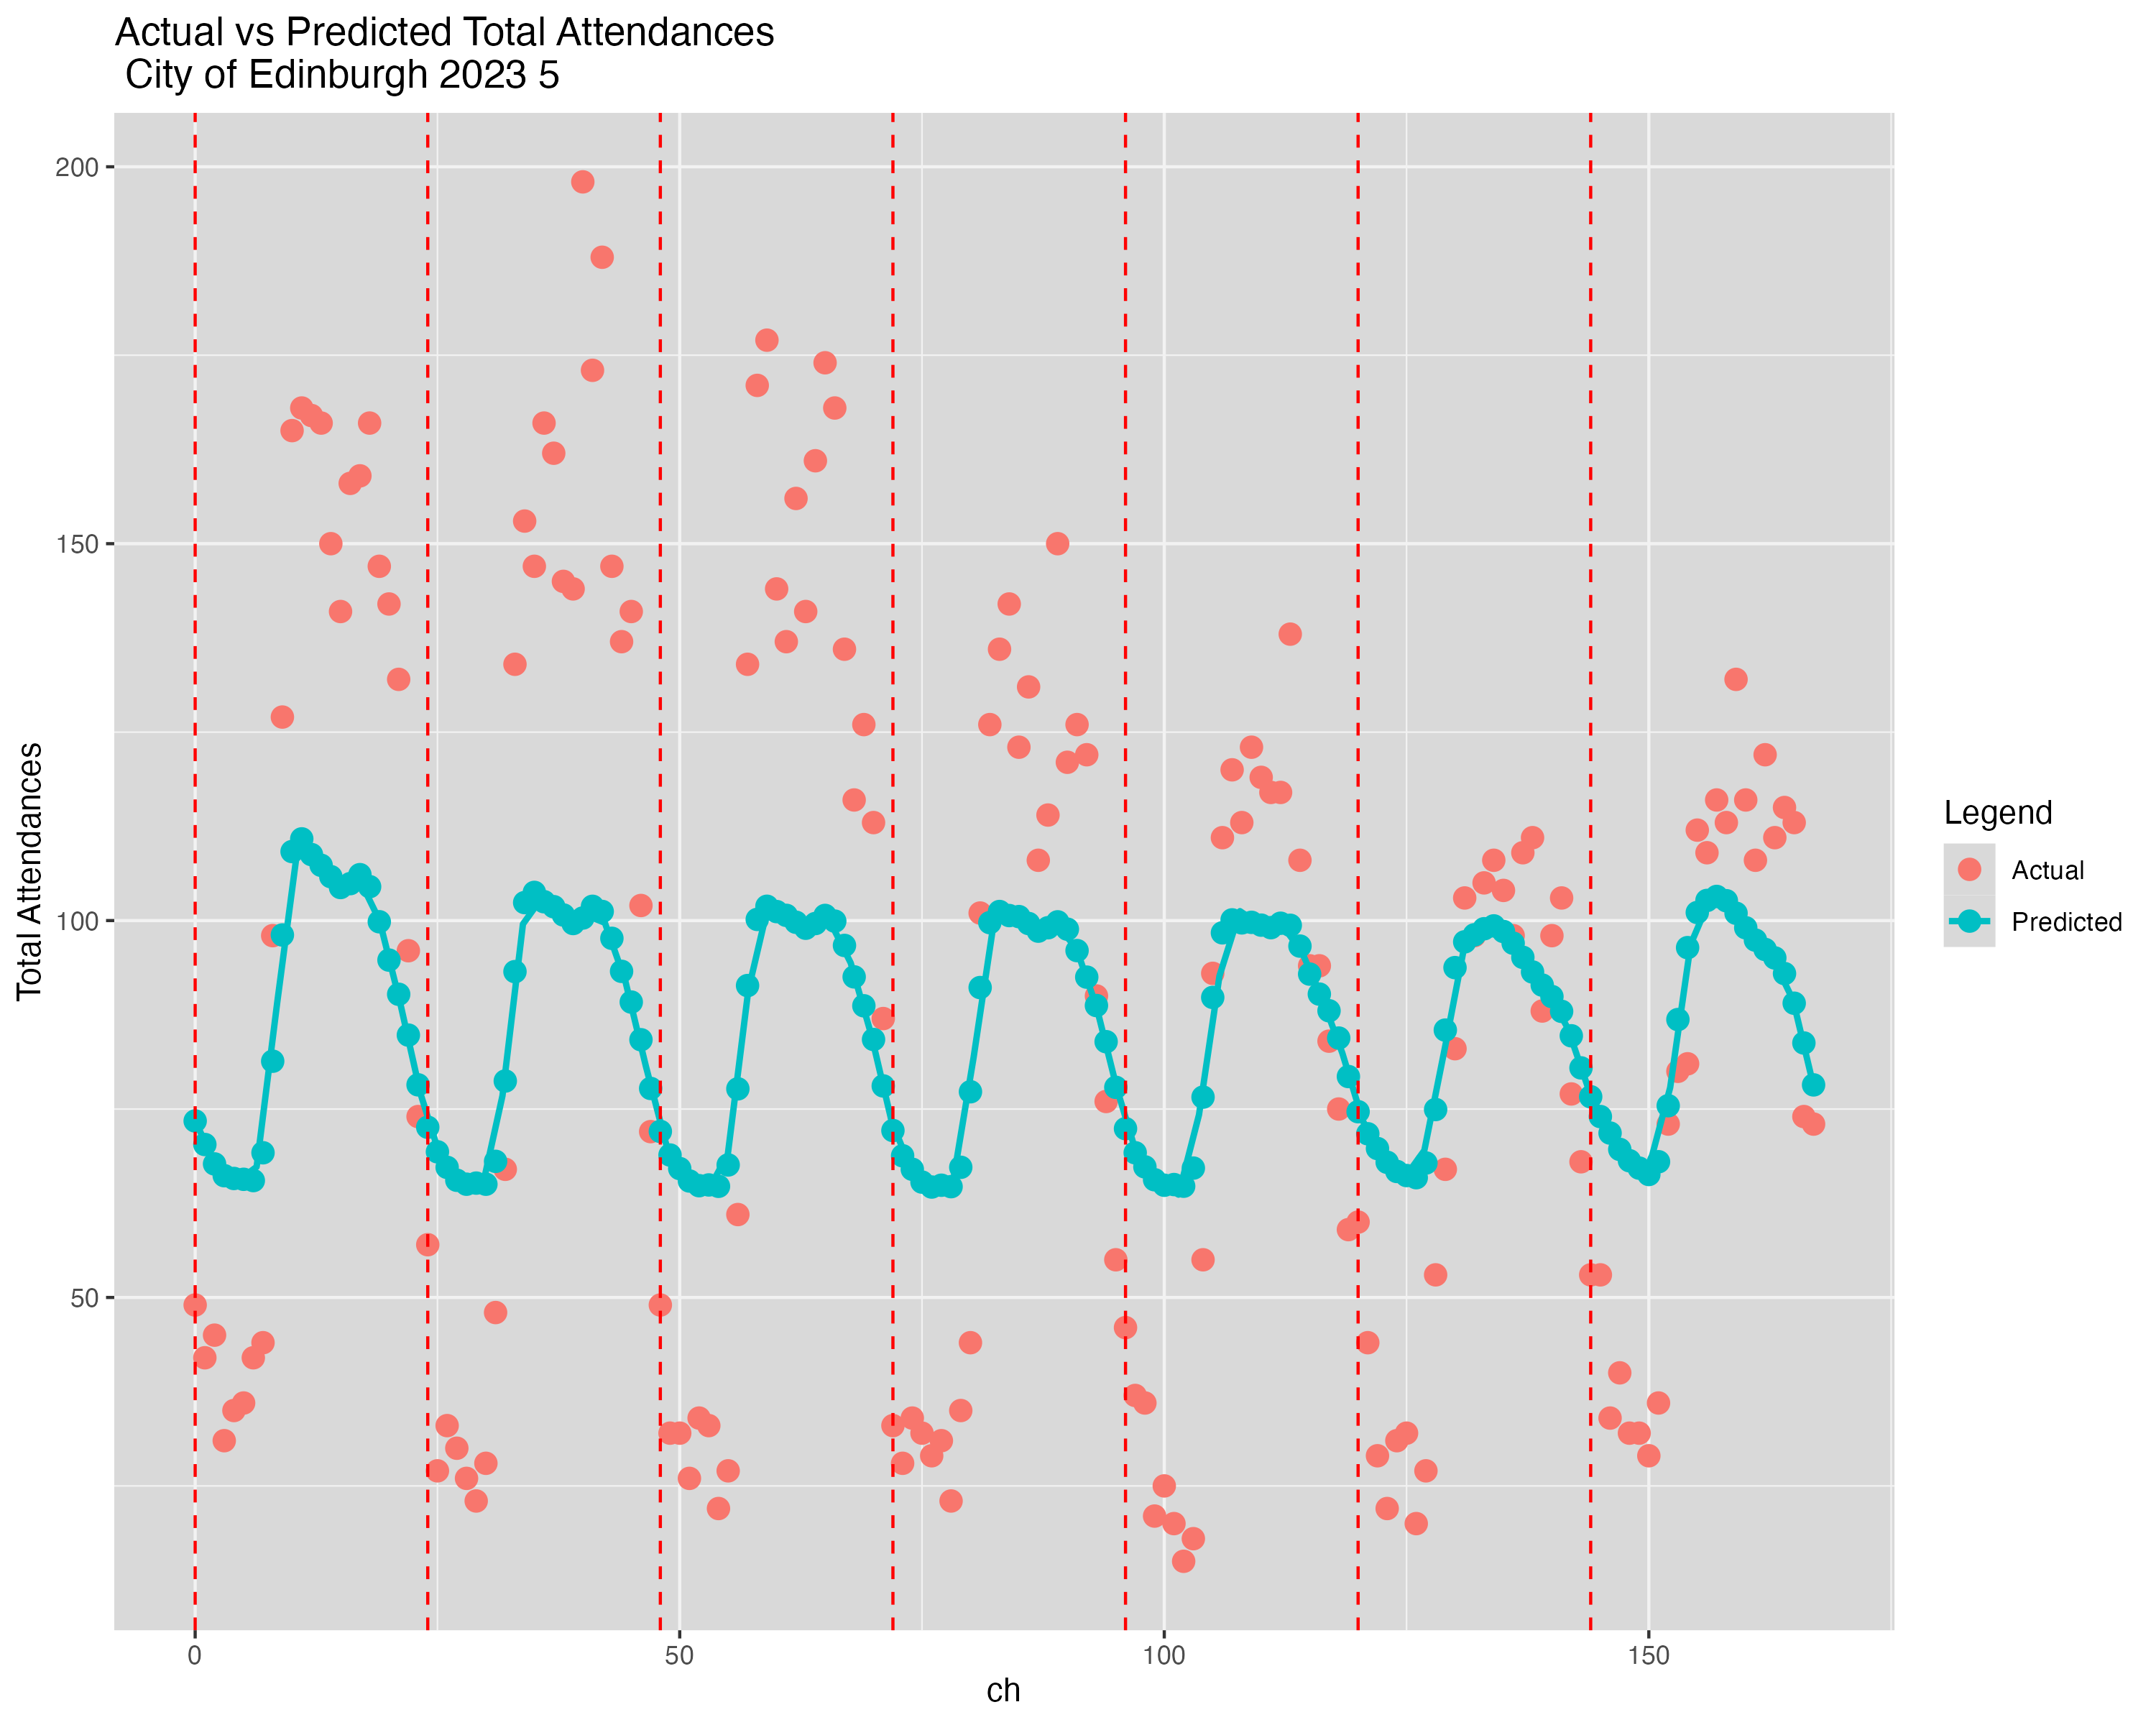 Actual vs Predicted Total Attendances
City of Edinburgh 2023 5
200
150
100
50
Total Attendances
0 50 100 150
ch
Legend
Actual
Predicted